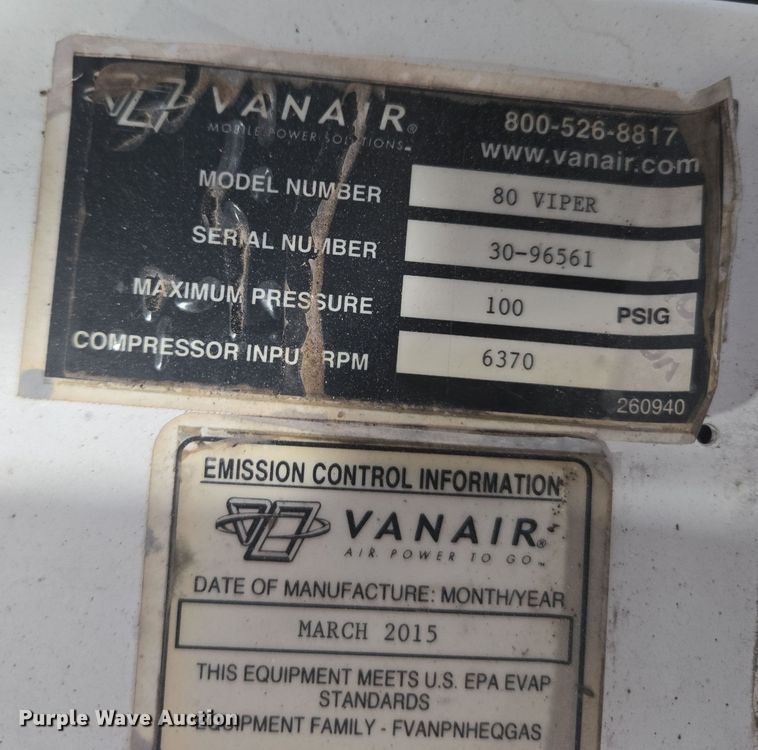 VANAIR®
MOBILE POWER SOLUTIONS
800-526-8817
www.vanair.com
MODEL NUMBER 80 VIPER
SERIAL NUMBER 30-96561
MAXIMUM PRESSURE 100 PSIG
COMPRESSOR INPUT RPM 6370
260940
EMISSION CONTROL INFORMATION
VANAIR®
AIR POWER TO GO™
DATE OF MANUFACTURE: MONTH/YEAR
MARCH 2015
THIS EQUIPMENT MEETS U.S. EPA EVAP
STANDARDS
EQUIPMENT FAMILY - FVANPNHEQGAS
Purple Wave Auction